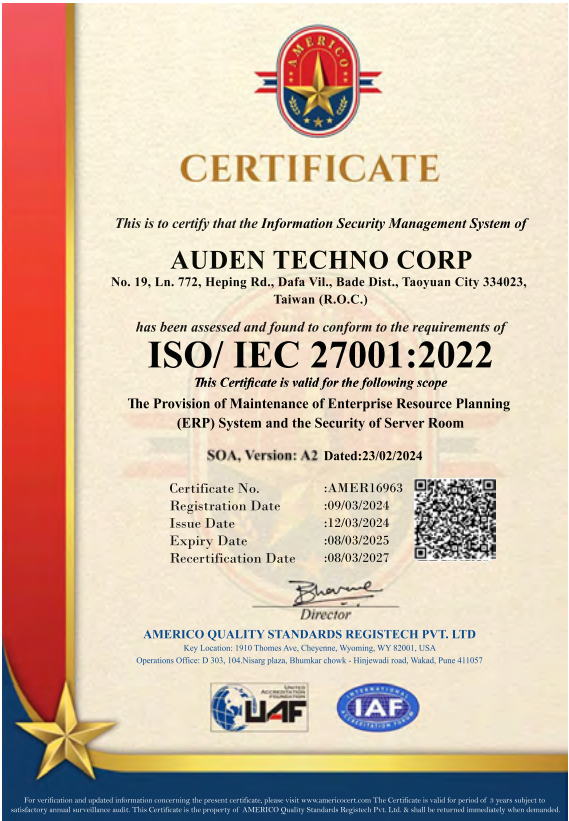 AMERICO
CERTIFICATE
This is to certify that the Information Security Management System of
AUDEN TECHNO CORP
No. 19, Ln. 772, Heping Rd., Dafa Vil., Bade Dist., Taoyuan City 334023,
Taiwan (R.O.C.)
has been assessed and found to conform to the requirements of
ISO/ IEC 27001:2022
This Certificate is valid for the following scope
The Provision of Maintenance of Enterprise Resource Planning
(ERP) System and the Security of Server Room
SOA, Version: A2 Dated:23/02/2024
Certificate No. :AMER16963
Registration Date :09/03/2024
Issue Date :12/03/2024
Expiry Date :08/03/2025
Recertification Date :08/03/2027
Director
AMERICO QUALITY STANDARDS REGISTECH PVT. LTD
Key Location: 1910 Thomes Ave, Cheyenne, Wyoming, WY 82001, USA
Operations Office: D 303, 104.Nisarg plaza, Bhumkar chowk - Hinjewadi road, Wakad, Pune 411057
UNITED
ACCREDITATION
FOUNDATION
UAF
INTERNATIONAL
IAF
ACCREDITATION FORUM
For verification and updated information concerning the present certificate, please visit www.americocert.com The Certificate is valid for period of 3 years subject to
satisfactory annual surveillance audit. This Certificate is the property of AMERICO Quality Standards Registech Pvt. Ltd. & shall be returned immediately when demanded.